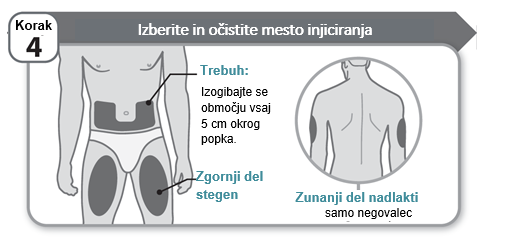 Korak
4
Izberite in očistite mesto injiciranja
Trebuh:
Izogibajte se
območju vsaj
5 cm okrog
popka.
Zgornji del
stegen
Zunanji del nadlakti
samo negovalec